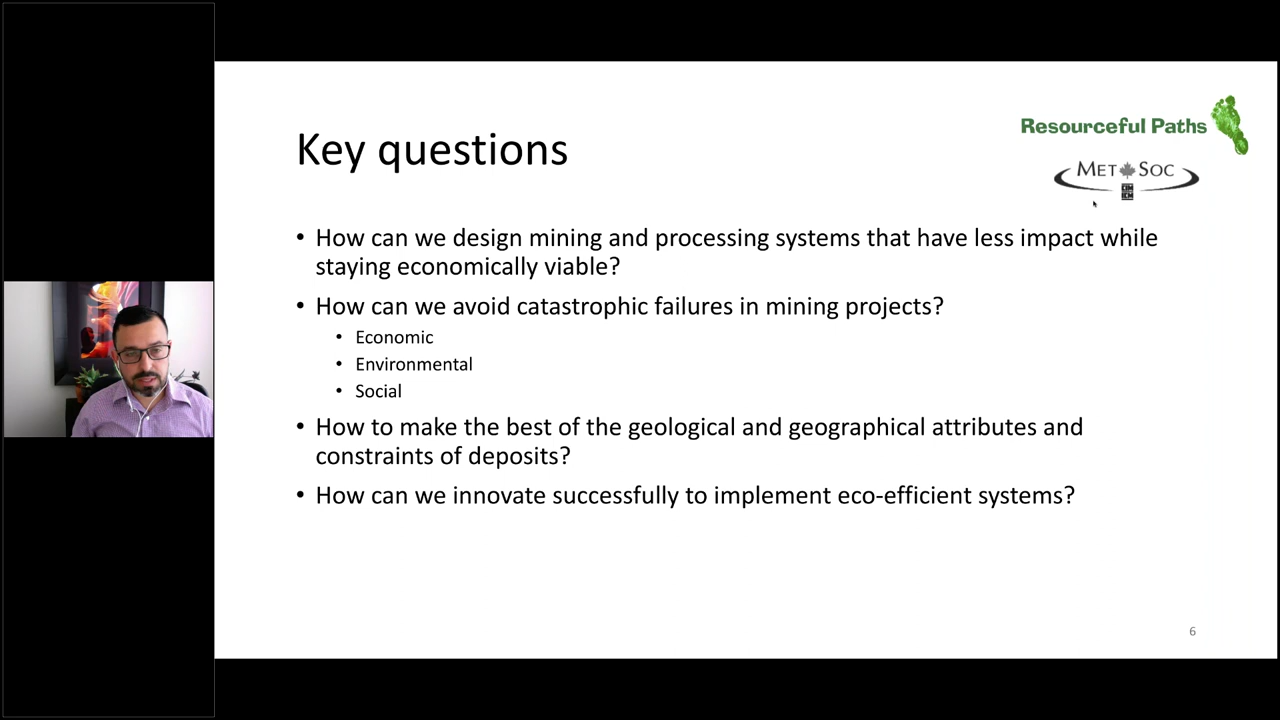 Resourceful Paths
MET SOC
CIM
ICM
Key questions
• How can we design mining and processing systems that have less impact while
staying economically viable?
• How can we avoid catastrophic failures in mining projects?
• Economic
• Environmental
• Social
• How to make the best of the geological and geographical attributes and
constraints of deposits?
• How can we innovate successfully to implement eco-efficient systems?
6